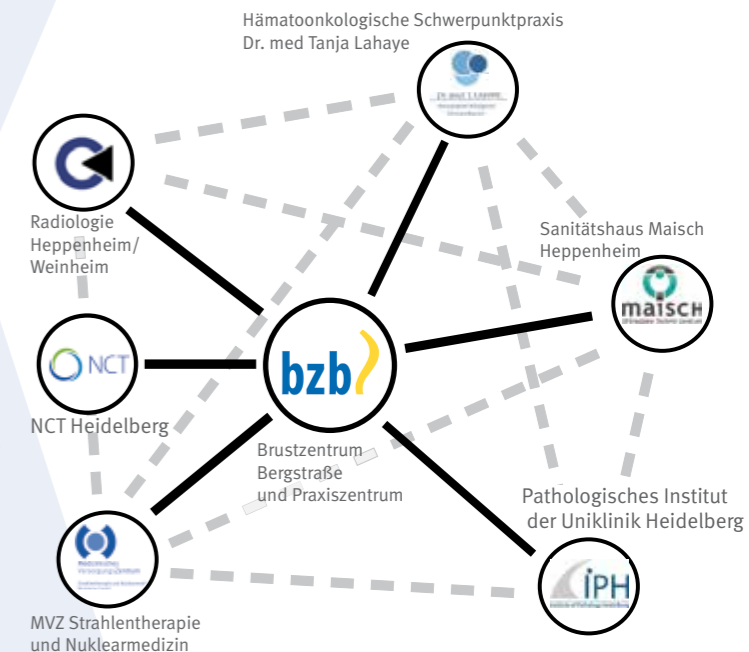 Hämatoonkologische Schwerpunktpraxis
Dr. med Tanja Lahaye
Radiologie
Heppenheim/
Weinheim
Sanitätshaus Maisch
Heppenheim
maiscH
NCT
NCT Heidelberg
bzb
Brustzentrum
Bergstraße
und Praxiszentrum
Pathologisches Institut
der Uniklinik Heidelberg
iPH
MVZ Strahlentherapie
und Nuklearmedizin